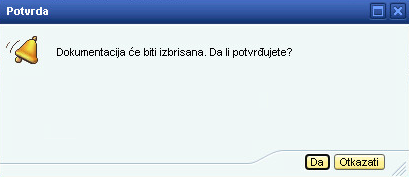 Potvrda
Dokumentacija će biti izbrisana. Da li potvrđujete?
Da Otkazati